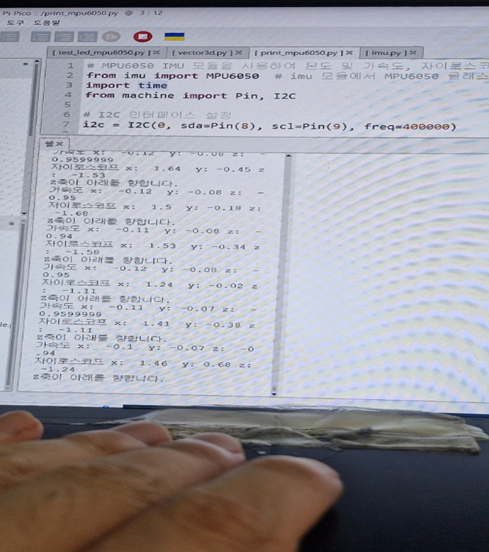 Pi Pico :: /print_mpu6050.py @ 3 : 12
도구 도움말
[ test_led_mpu6050.py ] × [ vector3d.py ] × [ print_mpu6050.py ] × [ imu.py ] ×
1 # MPU6050 IMU 모듈을 사용하여 온도 및 가속도, 자이로스코
2 from imu import MPU6050 # imu 모듈에서 MPU6050 클래스
3 import time
4 from machine import Pin, I2C
5
6 # I2C 인터페이스 설정
7 i2c = I2C(0, sda=Pin(8), scl=Pin(9), freq=400000)
쉘 ×
가속도 x: -0.12 y: -0.08 z: -
0.9599999
자이로스코프 x: 1.64 y: -0.45 z
: -1.53
z축이 아래를 향합니다.
가속도 x: -0.12 y: -0.08 z: -
0.95
자이로스코프 x: 1.5 y: -0.18 z:
-1.68
z축이 아래를 향합니다.
가속도 x: -0.11 y: -0.08 z: -
0.94
자이로스코프 x: 1.53 y: -0.34 z
: -1.56
z축이 아래를 향합니다.
가속도 x: -0.12 y: -0.08 z: -
0.95
자이로스코프 x: 1.24 y: -0.02 z
: -1.11
z축이 아래를 향합니다.
가속도 x: -0.11 y: -0.07 z: -
0.9599999
자이로스코프 x: 1.41 y: -0.38 z
: -1.11
z축이 아래를 향합니다.
가속도 x: -0.1 y: -0.07 z: -0
.94
자이로스코프 x: 1.46 y: 0.68 z:
-1.24
z축이 아래를 향합니다.